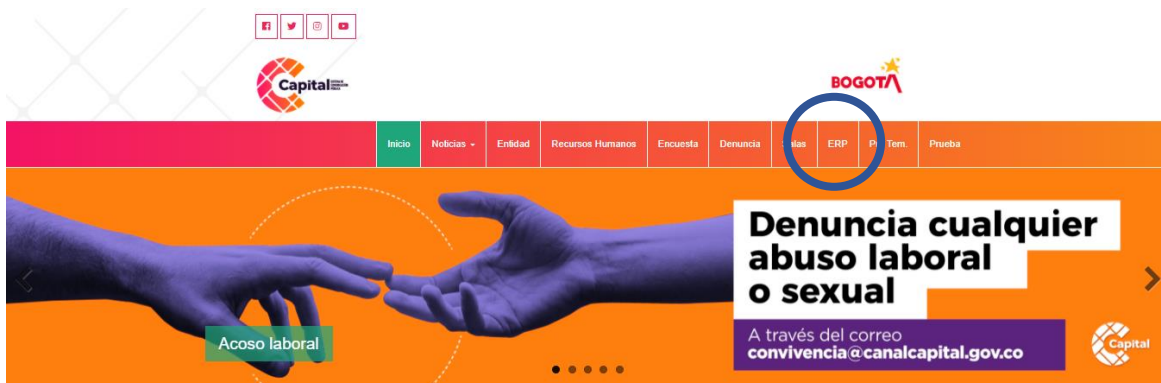 Capital
BOGOTÁ
Inicio
Noticias
Entidad
Recursos Humanos
Encuesta
Denuncia
ERP
Tem.
Prueba
Denuncia cualquier
abuso laboral
o sexual
A través del correo
convivencia@canalcapital.gov.co
Acoso laboral
Capital